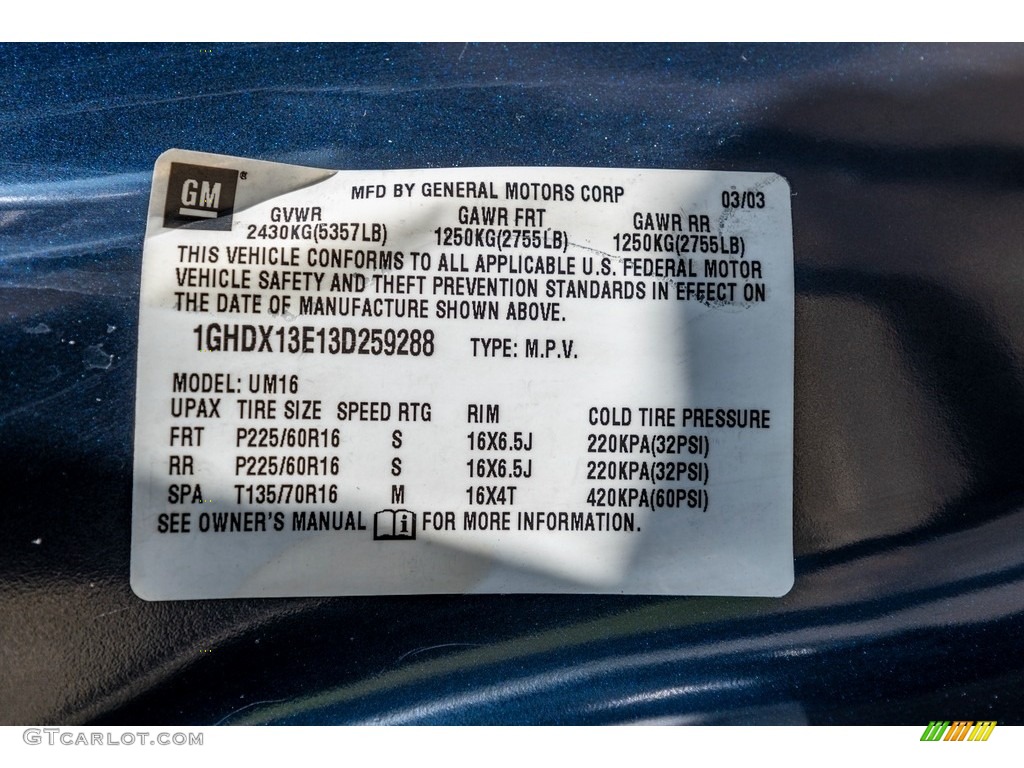 GM®
MFD BY GENERAL MOTORS CORP 03/03
GVWR GAWR FRT GAWR RR
2430KG(5357LB) 1250KG(2755LB) 1250KG(2755LB)
THIS VEHICLE CONFORMS TO ALL APPLICABLE U.S. FEDERAL MOTOR
VEHICLE SAFETY AND THEFT PREVENTION STANDARDS IN EFFECT ON
THE DATE OF MANUFACTURE SHOWN ABOVE.
1GHDX13E13D259288 TYPE: M.P.V.
MODEL: UM16
UPAX TIRE SIZE SPEED RTG RIM COLD TIRE PRESSURE
FRT P225/60R16 S 16X6.5J 220KPA(32PSI)
RR P225/60R16 S 16X6.5J 220KPA(32PSI)
SPA T135/70R16 M 16X4T 420KPA(60PSI)
SEE OWNER'S MANUAL i FOR MORE INFORMATION.
GTCarlot.com